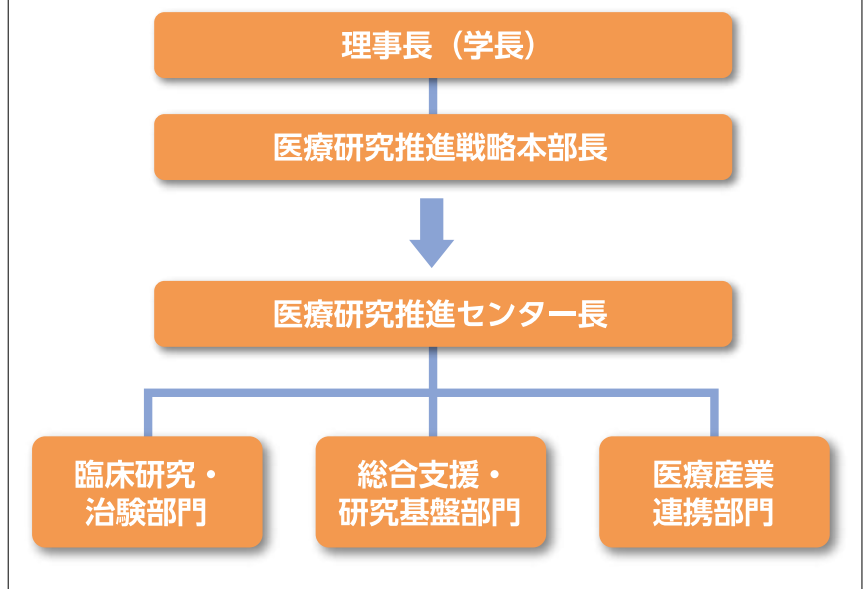 理事長（学長）
医療研究推進戦略本部長
医療研究推進センター長
臨床研究・
治験部門
総合支援・
研究基盤部門
医療産業
連携部門